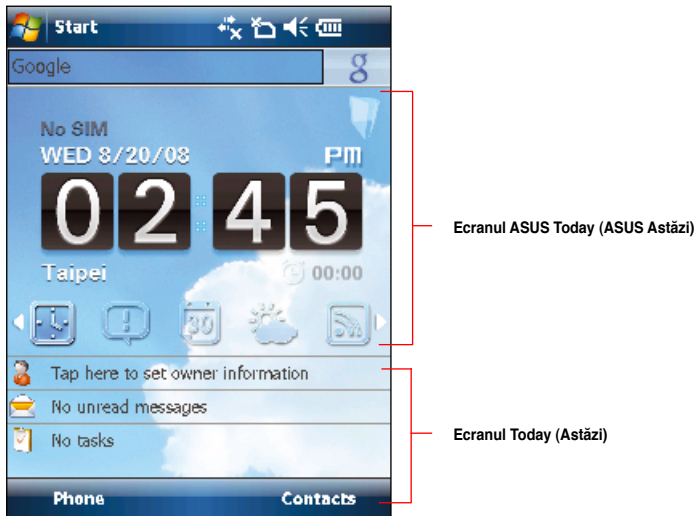 Start
Google
g
No SIM
WED 8/20/08 PM
02:45
Taipei 00:00
30
Tap here to set owner information
No unread messages
No tasks
Phone Contacts
Ecranul ASUS Today (ASUS Astăzi)
Ecranul Today (Astăzi)